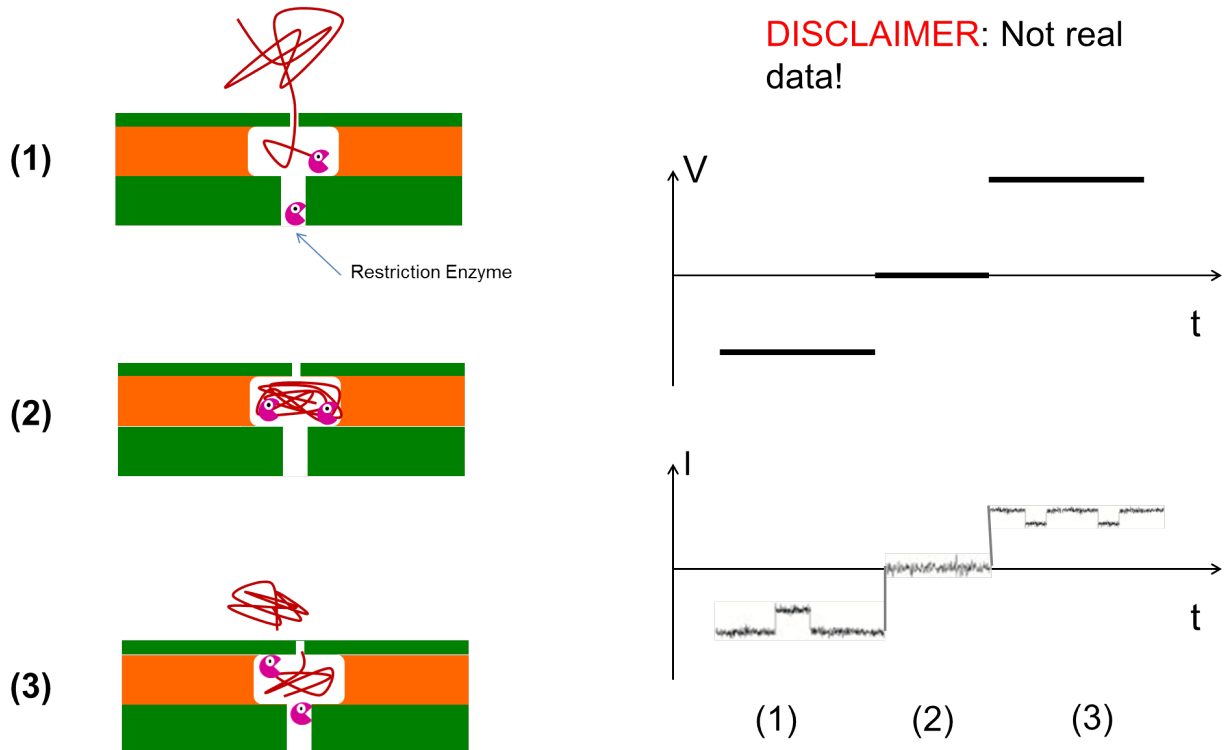 DISCLAIMER: Not real
data!
(1)
Restriction Enzyme
(2)
(3)
V
t
I
t
(1)
(2)
(3)